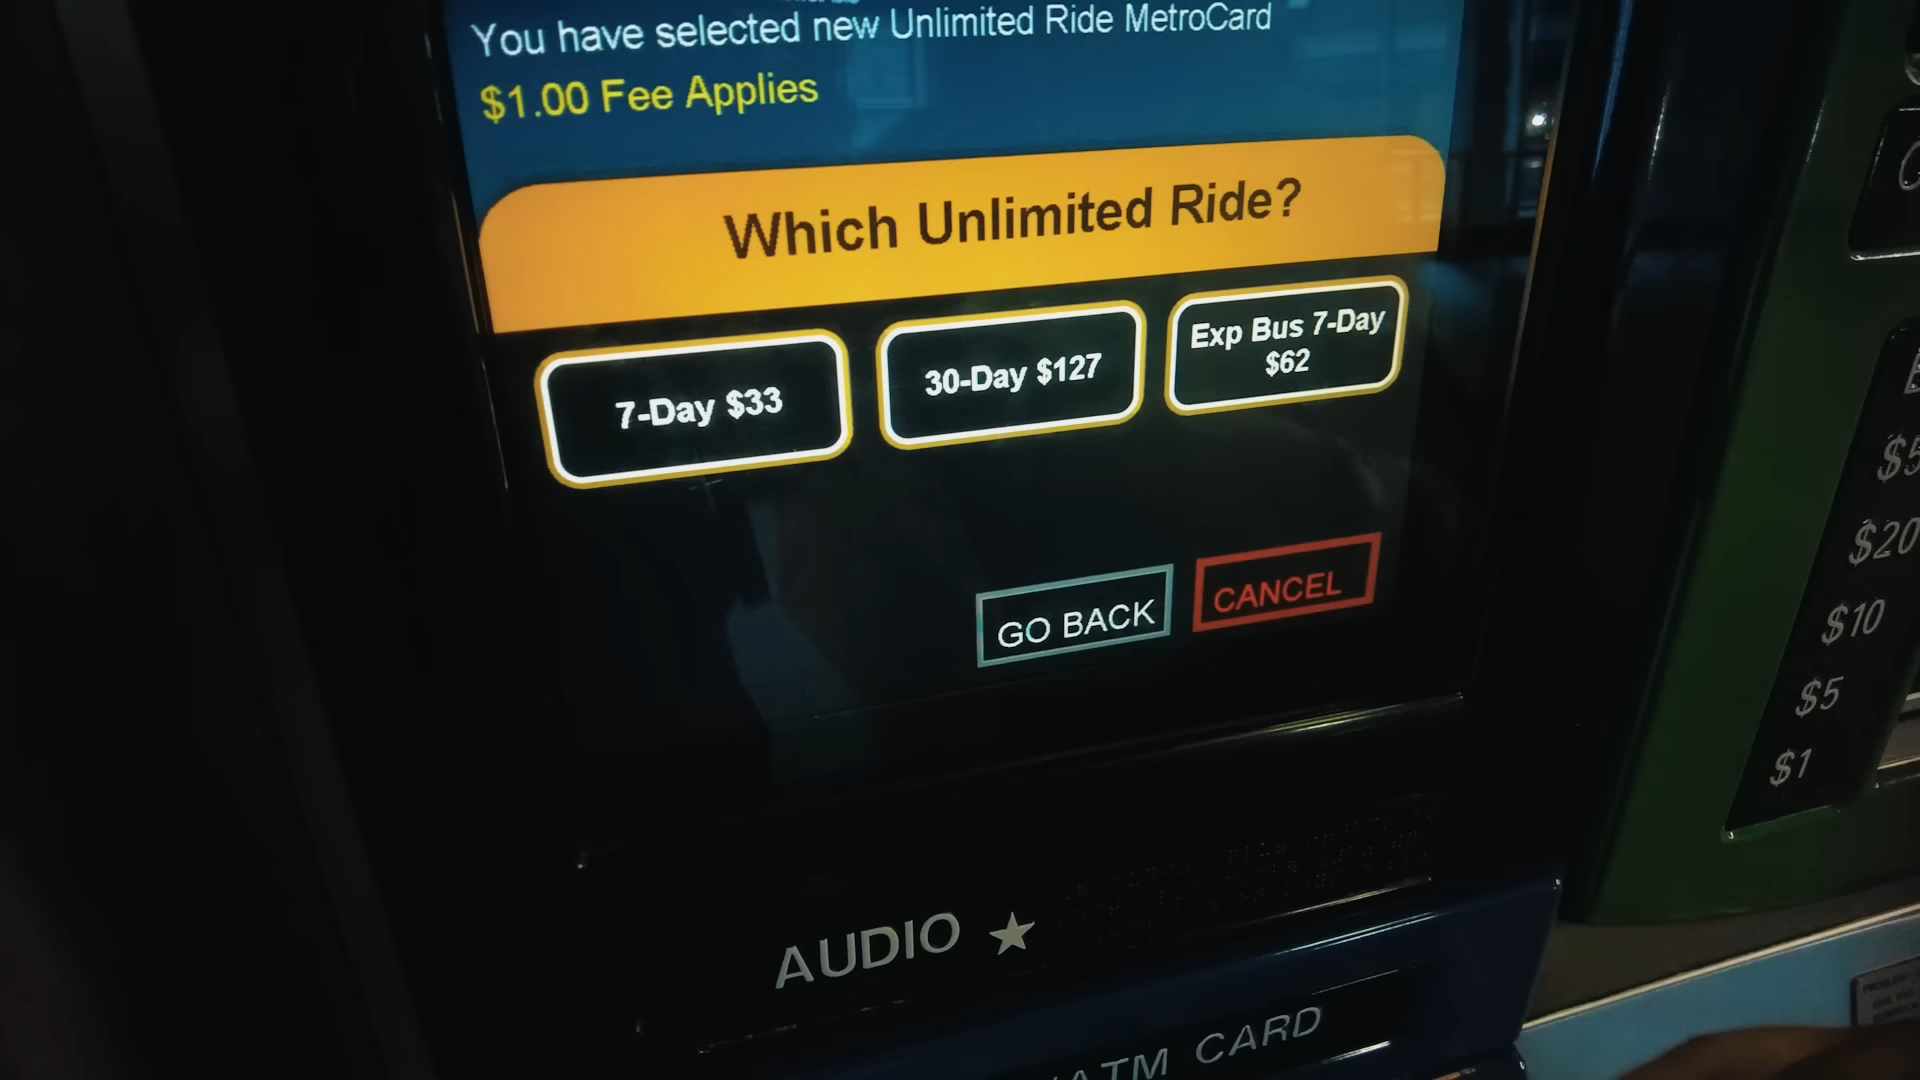 You have selected new Unlimited Ride MetroCard
$1.00 Fee Applies
Which Unlimited Ride?
7-Day $33
30-Day $127
Exp Bus 7-Day
$62
GO BACK
CANCEL
$20
$10
$5
$1
AUDIO ★
ATM CARD